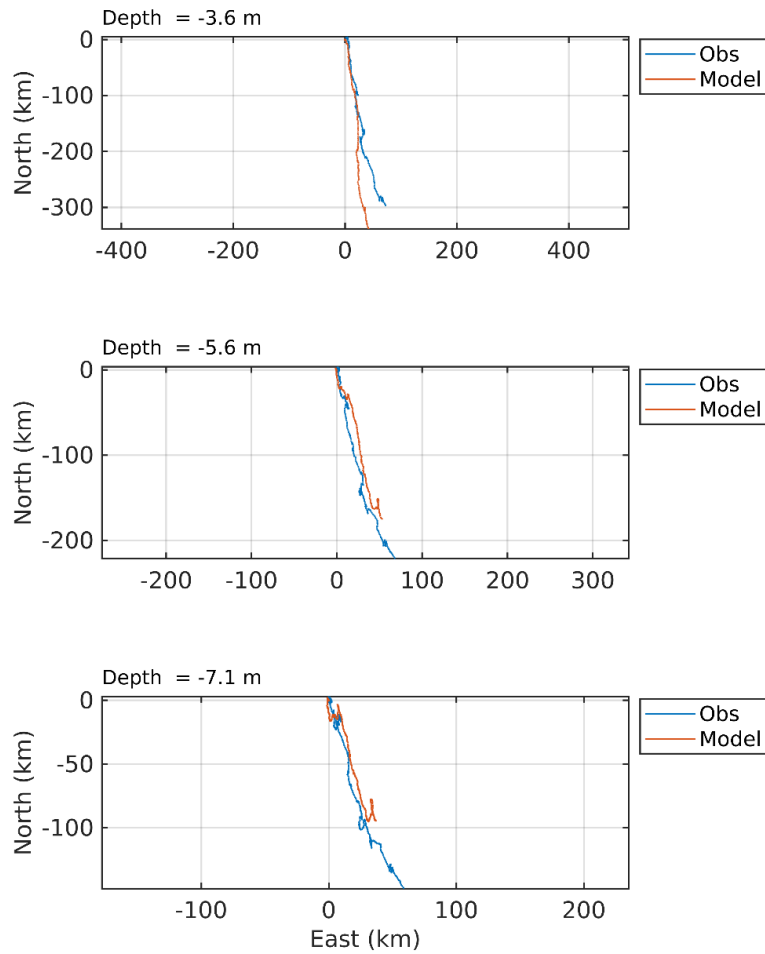 Depth  = -3.6 m
North (km)
0
-100
-200
-300
-400
-200
0
200
400
Obs
Model
Depth  = -5.6 m
North (km)
0
-100
-200
-200
-100
0
100
200
300
Obs
Model
Depth  = -7.1 m
North (km)
0
-50
-100
-100
0
100
200
East (km)
Obs
Model